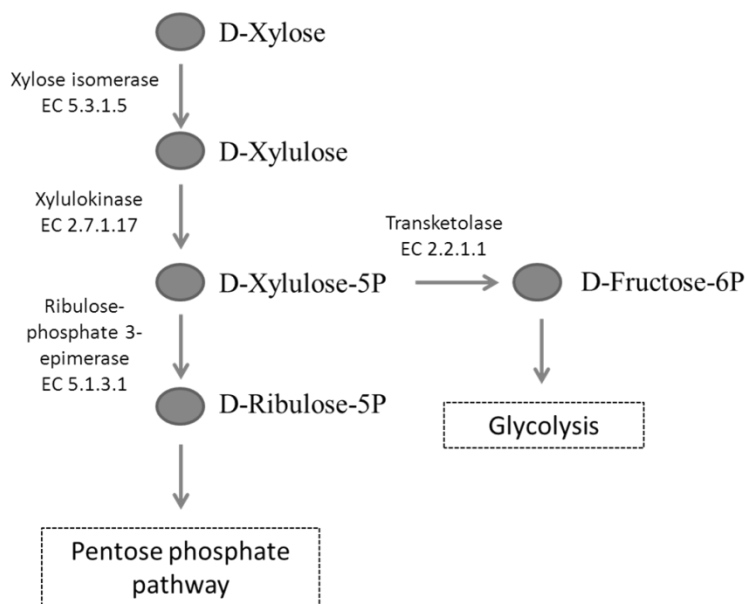 D-Xylose
Xylose isomerase
EC 5.3.1.5
D-Xylulose
Xylulokinase
EC 2.7.1.17
Transketolase
EC 2.2.1.1
D-Xylulose-5P
D-Fructose-6P
Ribulose-
phosphate 3-
epimerase
EC 5.1.3.1
D-Ribulose-5P
Glycolysis
Pentose phosphate
pathway